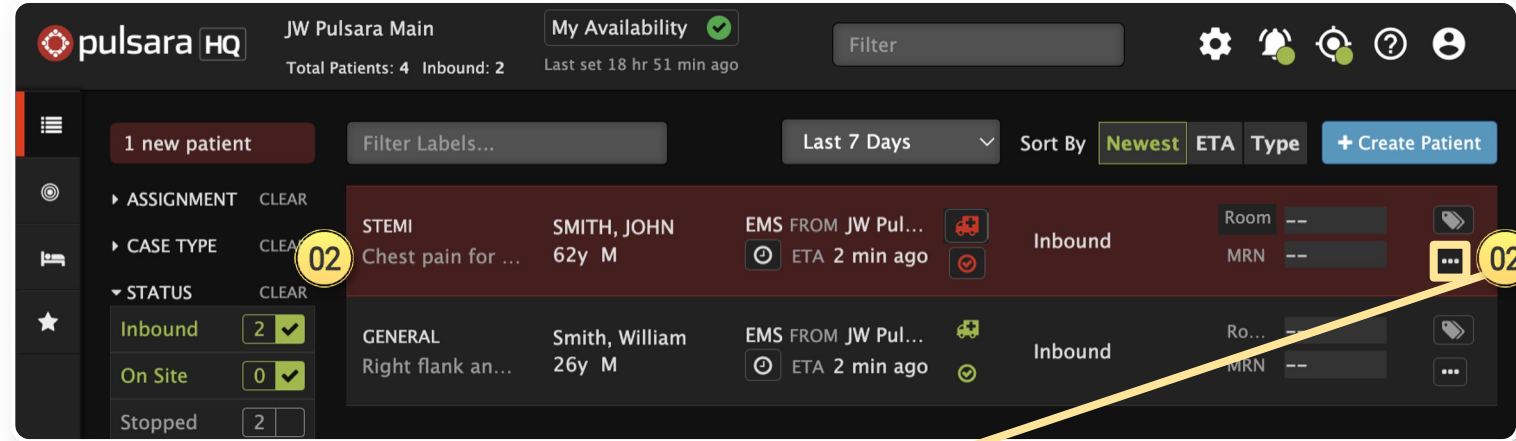 pulsara HQ
JW Pulsara Main
Total Patients: 4 Inbound: 2
My Availability
Last set 18 hr 51 min ago
Filter
1 new patient
Filter Labels...
Last 7 Days
Sort By Newest ETA Type
+ Create Patient
ASSIGNMENT CLEAR
CASE TYPE CLEAR
STATUS CLEAR
Inbound 2
On Site 0
Stopped 2
02
STEMI
Chest pain for ...
SMITH, JOHN
62y M
EMS FROM JW Pul...
ETA 2 min ago
Inbound
Room --
MRN --
02
GENERAL
Right flank an...
Smith, William
26y M
EMS FROM JW Pul...
ETA 2 min ago
Inbound
Ro... --
MRN --